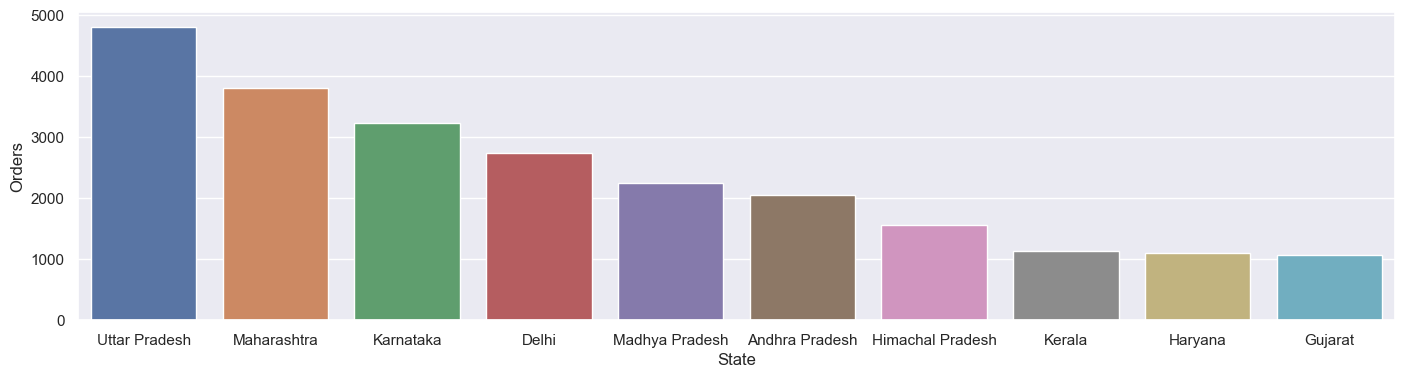 5000
4000
3000
2000
1000
0
Orders
Uttar Pradesh Maharashtra Karnataka Delhi Madhya Pradesh Andhra Pradesh Himachal Pradesh Kerala Haryana Gujarat
State